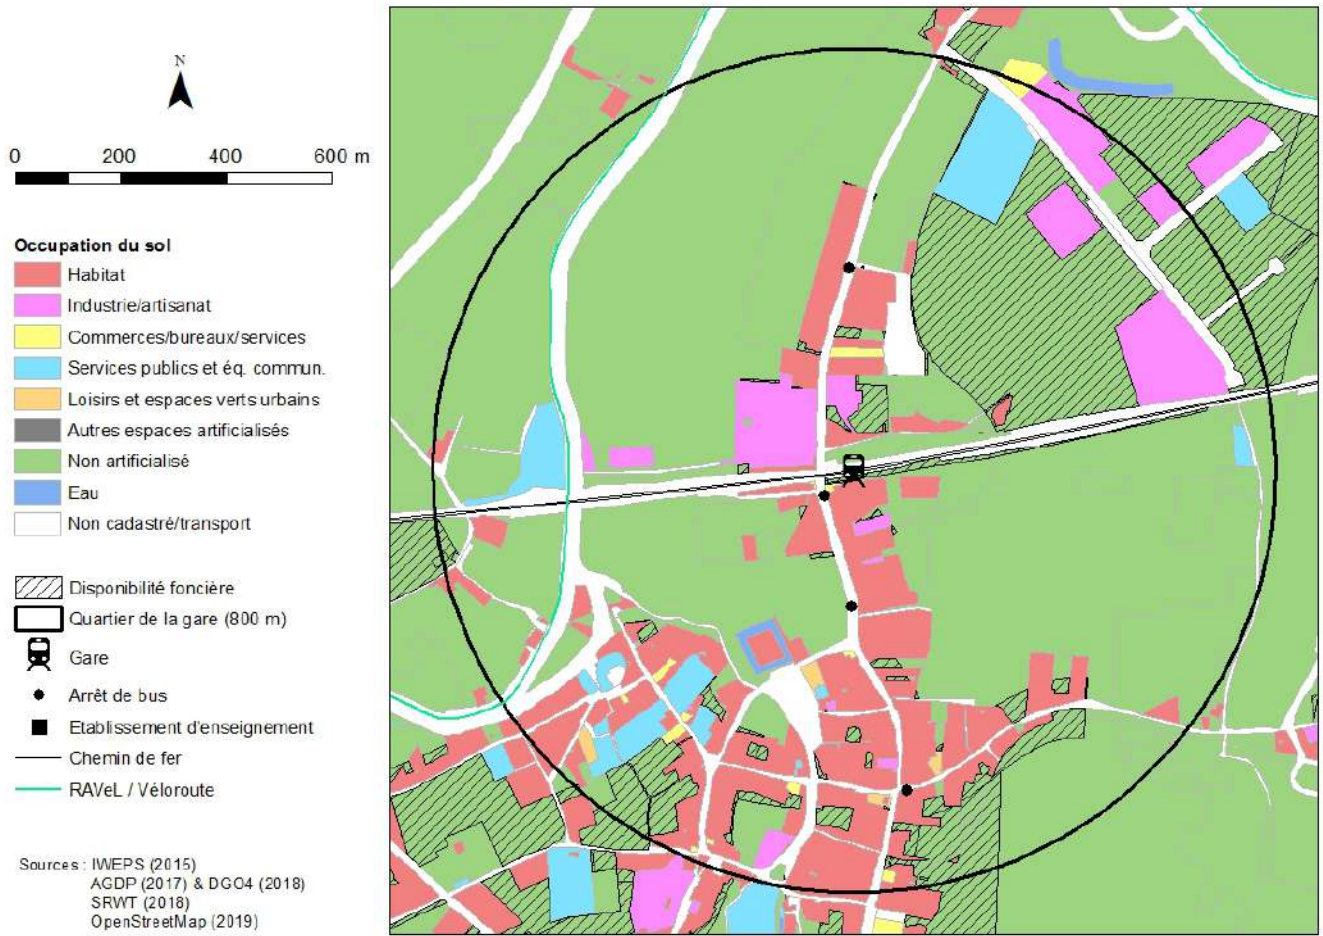 N
0 200 400 600 m
Occupation du sol
Habitat
Industrie/artisanat
Commerces/bureaux/services
Services publics et éq. commun.
Loisirs et espaces verts urbains
Autres espaces artificialisés
Non artificialisé
Eau
Non cadastré/transport
Disponibilité foncière
Quartier de la gare (800 m)
Gare
Arrêt de bus
Etablissement d'enseignement
Chemin de fer
RAVeL / Véloroute
Sources : IWEPS (2015)
AGDP (2017) & DGO4 (2018)
SRWT (2018)
OpenStreetMap (2019)